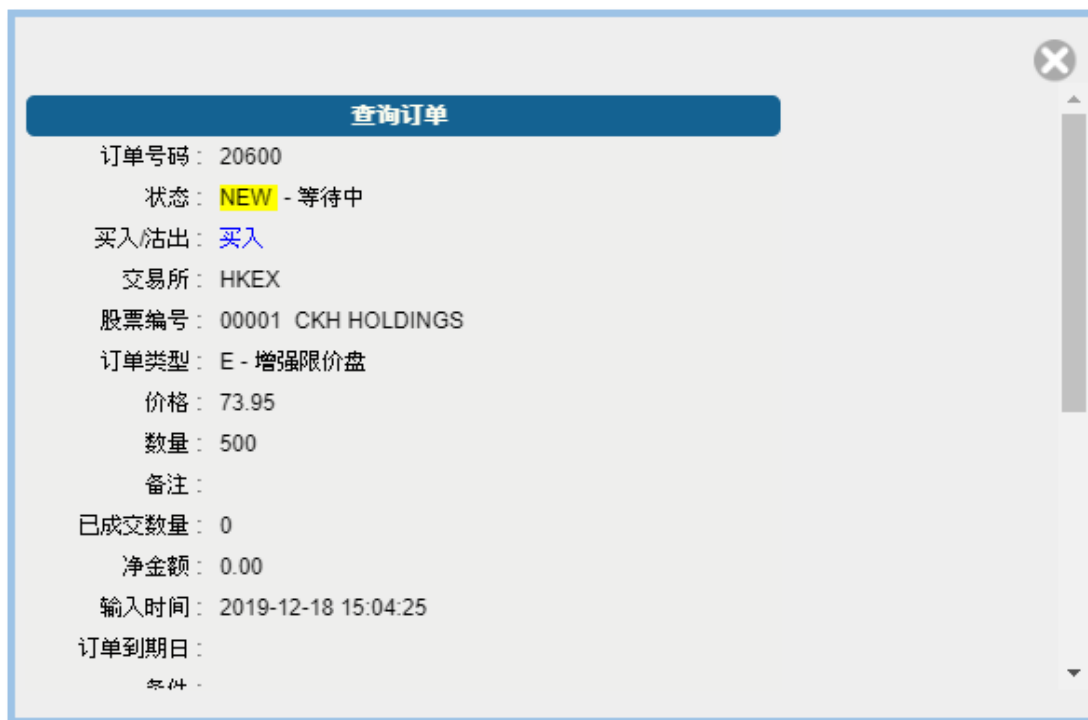 查询订单
订单号码 : 20600
状态 : NEW - 等待中
买入/沽出 : 买入
交易所 : HKEX
股票编号 : 00001 CKH HOLDINGS
订单类型 : E - 增强限价盘
价格 : 73.95
数量 : 500
备注 :
已成交数量 : 0
净金额 : 0.00
输入时间 : 2019-12-18 15:04:25
订单到期日 :
条件 :